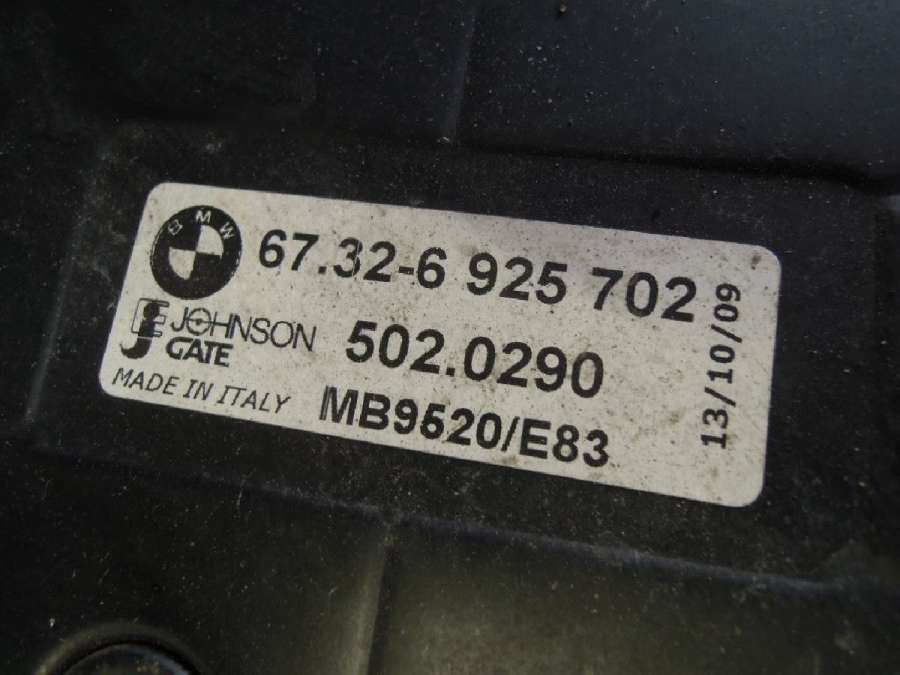 BMW
67.32-6 925 702
JOHNSON
GATE
502.0290
MADE IN ITALY
MB9520/E83
13/10/09